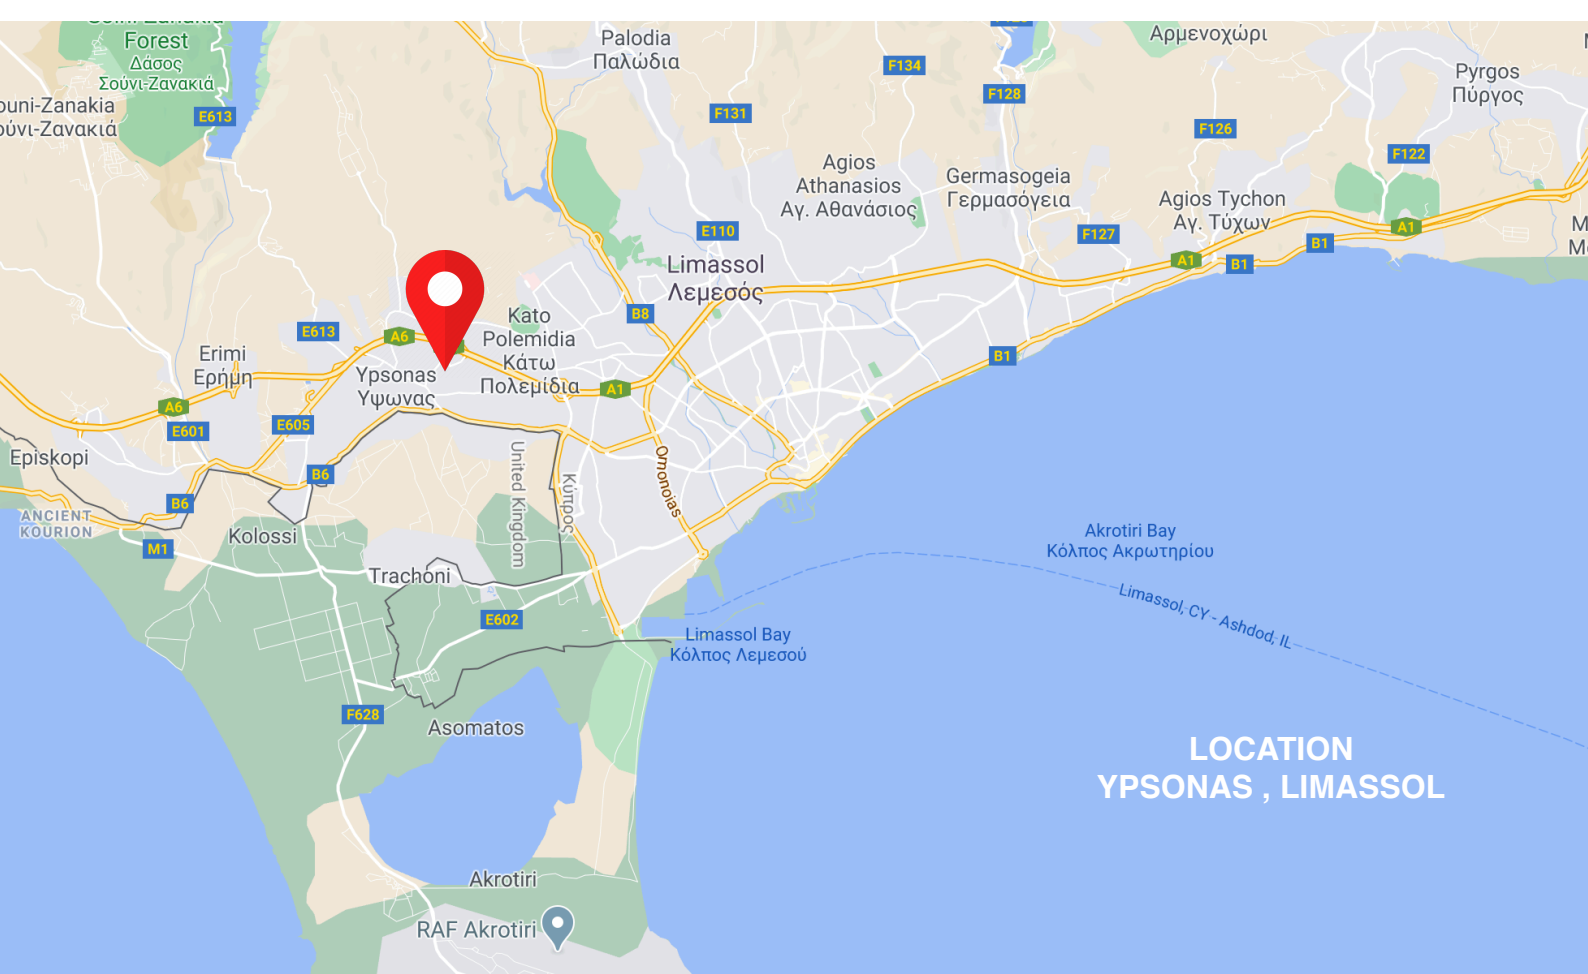 Forest
Δάσος
Σούνι-Ζανακιά
Palodia
Παλώδια
Αρμενοχώρι
Pyrgos
Πύργος
F134
F128
F131
F126
F122
E613
ouni-Zanakia
ούνι-Ζανακιά
Agios
Athanasios
Αγ. Αθανάσιος
Germasogeia
Γερμασόγεια
Agios Tychon
Αγ. Τύχων
E110
F127
A1
B1
B1
A1
Limassol
Λεμεσός
B8
E613
A6
Kato
Polemidia
Κάτω
Πολεμίδια
Erimi
Ερήμη
Ypsonas
Υψωνας
A1
B1
A6
E601
E605
Episkopi
B6
B6
United Kingdom
Κύπρος
Omonoias
ANCIENT
KOURION
M1
Kolossi
Trachoni
E602
Akrotiri Bay
Κόλπος Ακρωτηρίου
Limassol, CY - Ashdod, IL
Limassol Bay
Κόλπος Λεμεσού
F628
Asomatos
LOCATION
YPSONAS , LIMASSOL
Akrotiri
RAF Akrotiri